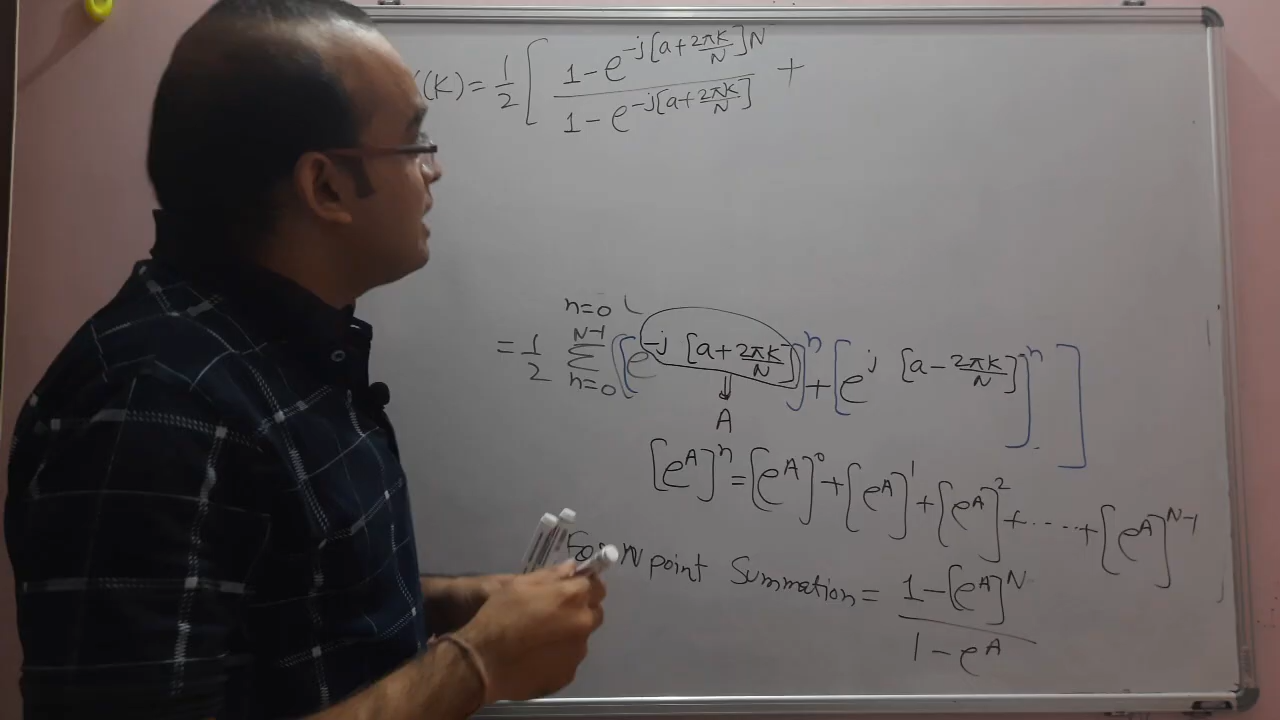 (K) = 1/2 [ (1 - e^{-j[a + 2πK/N]N}) / (1 - e^{-j[a + 2πK/N]}) +
n=0
= 1/2 Σ_{n=0}^{N-1} [ [e^{-j [a + 2πK/N]}]^n + [e^{j [a - 2πK/N]}]^n ]
⇓
A
[e^A]^n = [e^A]^0 + [e^A]^1 + [e^A]^2 + ..... + [e^A]^{N-1}
For N point Summation = (1 - [e^A]^N) / (1 - e^A)